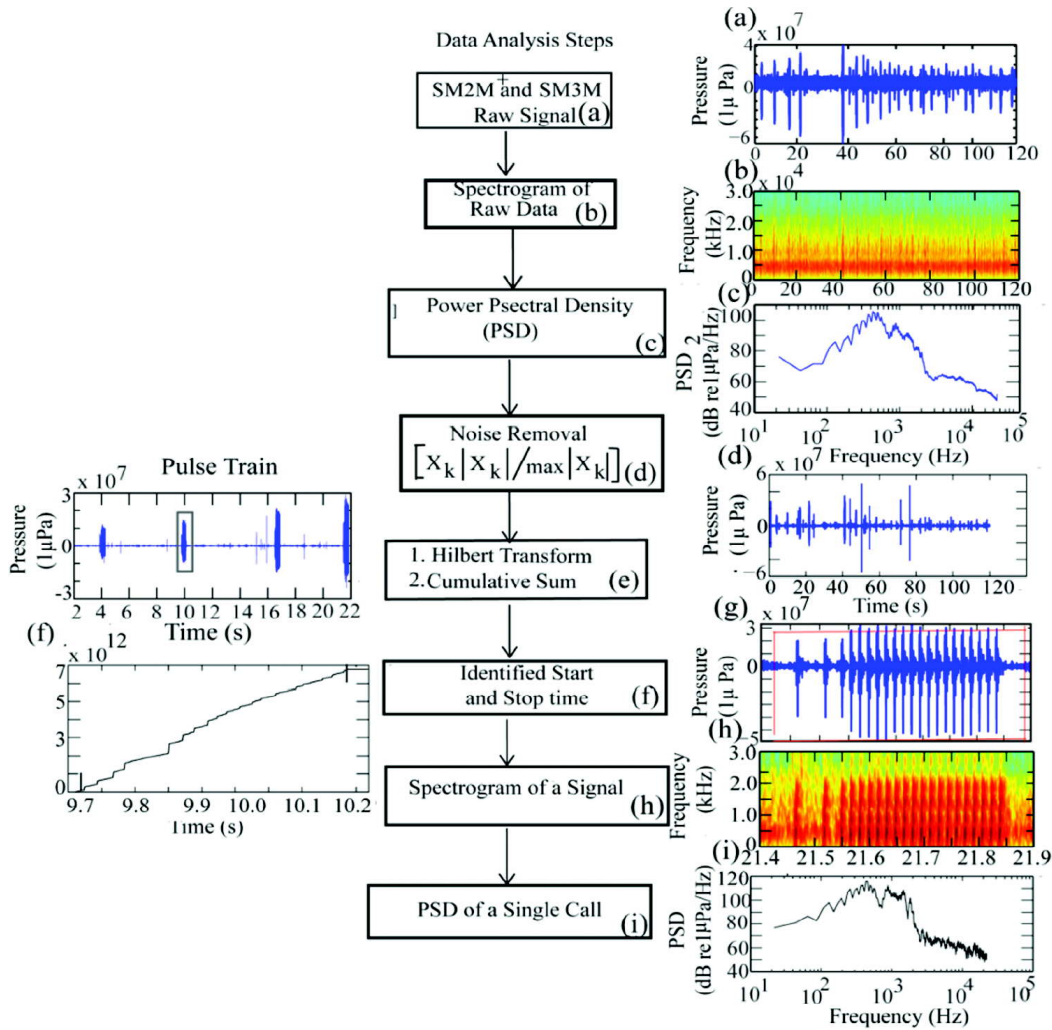 Data Analysis Steps
+
SM2M and SM3M
Raw Signal (a)
Spectrogram of
Raw Data (b)
]
Power Psectral Density
(PSD)
(c)
Noise Removal
[X_k|X_k|/max|X_k|] (d)
1. Hilbert Transform
2. Cumulative Sum
(e)
Identified Start
and Stop time (f)
Spectrogram of a Signal
(h)
PSD of a Single Call
(i)
Pulse Train
x 10^7
Pressure
(1µPa)
3
0
-3
2 4 6 8 10 12 14 16 18 20 22
Time (s)
(f)
x 10^12
7
5
3
2
0
9.7 9.8 9.9 10.0 10.1 10.2
Time (s)
(a)
x 10^7
Pressure
(1µ Pa)
4
0
−6
0 20 40 60 80 100 120
(b)
x 10^4
Frequency
(kHz)
3.0
2.0
1.0
0
0 20 40 60 80 100 120
(c)
PSD
(dB re1µPa/Hz)
2
100
80
60
40
10^1 10^2 10^3 10^4 10^5
Frequency (Hz)
(d)
x 10^7
Pressure
(1µPa)
6
0
−6
0 20 40 60 80 100 120 140
Time (s)
(g)
x 10^7
Pressure
(1µ Pa)
3
0
−5
(h)
Frequency
(kHz)
3.0
2.0
1.0
0
21.4 21.5 21.6 21.7 21.8 21.9
(i)
PSD
(dB re1µPa/Hz)
120
100
80
60
40
10^1 10^2 10^3 10^4 10^5
Frequency (Hz)